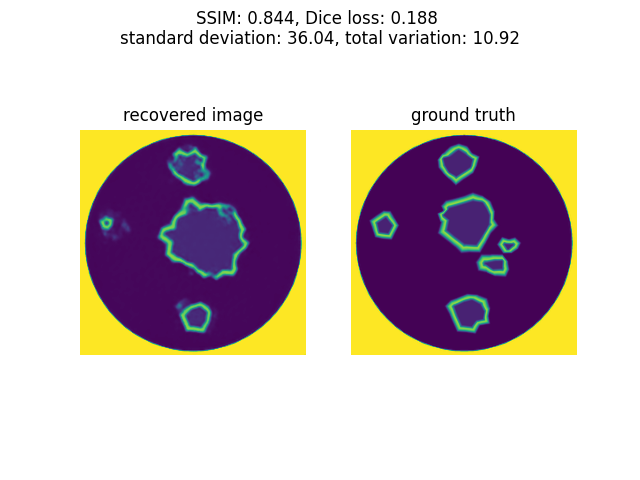 SSIM: 0.844, Dice loss: 0.188
standard deviation: 36.04, total variation: 10.92
recovered image
ground truth